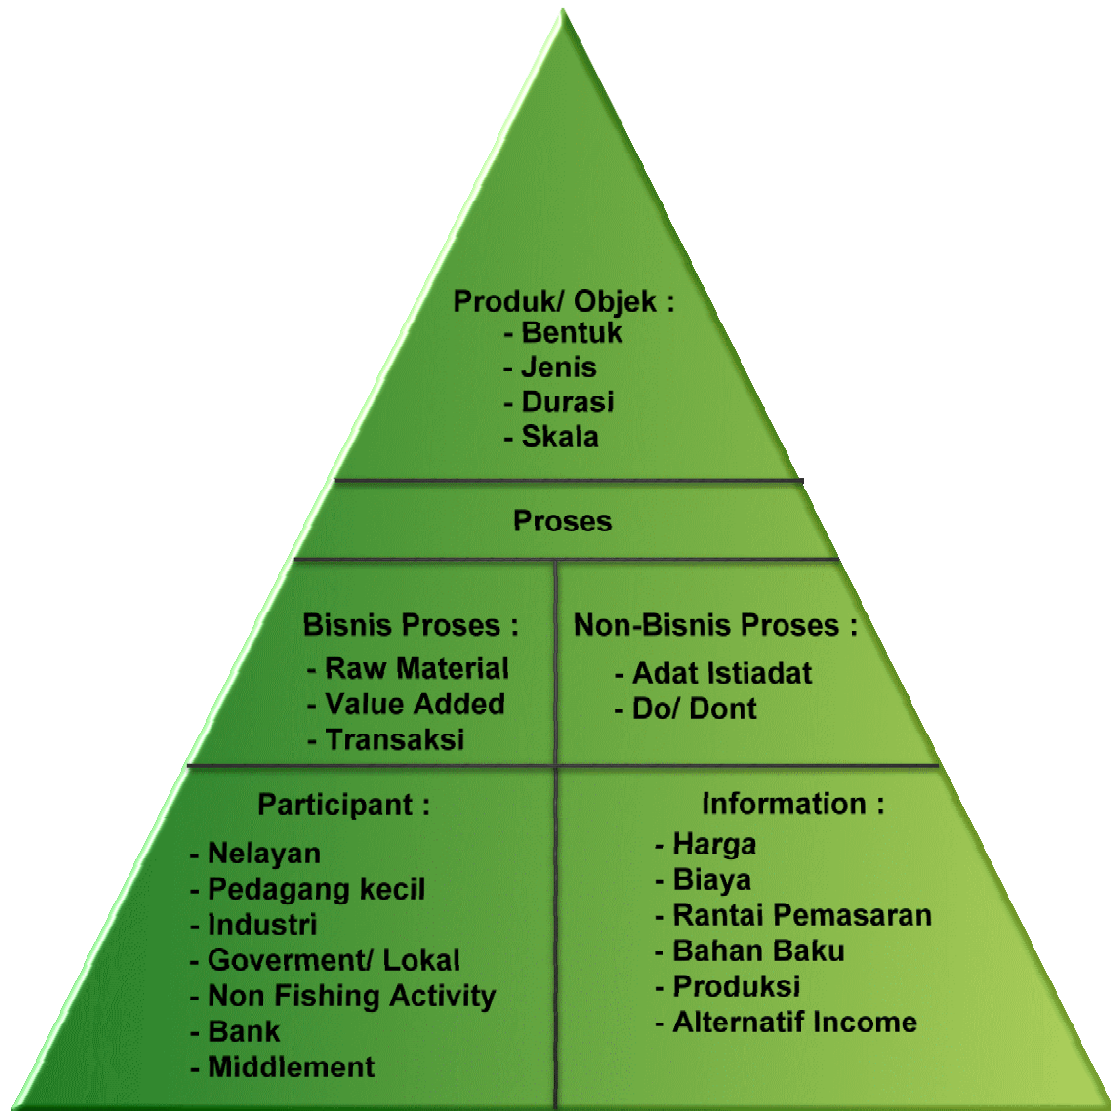 Produk/ Objek :
- Bentuk
- Jenis
- Durasi
- Skala
Proses
Bisnis Proses :
- Raw Material
- Value Added
- Transaksi
Non-Bisnis Proses :
- Adat Istiadat
- Do/ Dont
Participant :
- Nelayan
- Pedagang kecil
- Industri
- Goverment/ Lokal
- Non Fishing Activity
- Bank
- Middlement
Information :
- Harga
- Biaya
- Rantai Pemasaran
- Bahan Baku
- Produksi
- Alternatif Income